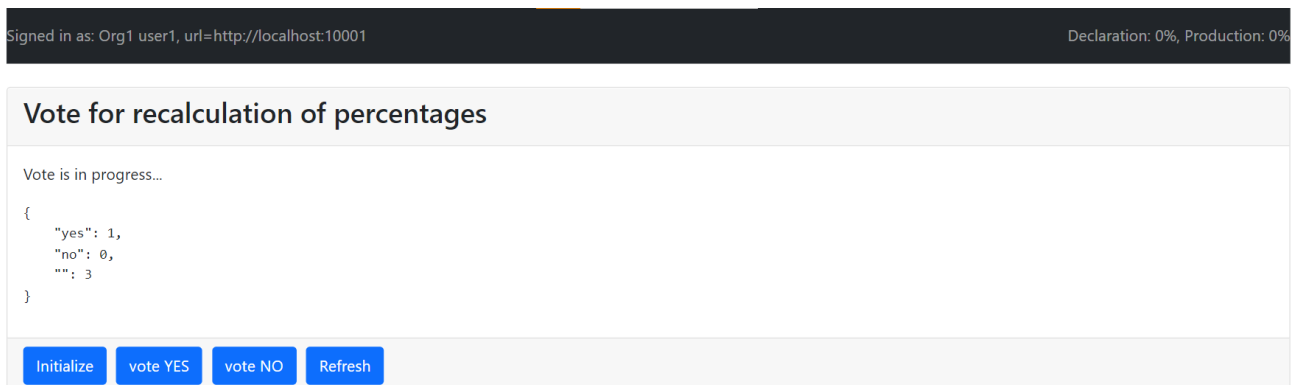 Signed in as: Org1 user1, url=http://localhost:10001
Declaration: 0%, Production: 0%
Vote for recalculation of percentages
Vote is in progress...
{
    "yes": 1,
    "no": 0,
    "": 3
}
Initialize vote YES vote NO Refresh